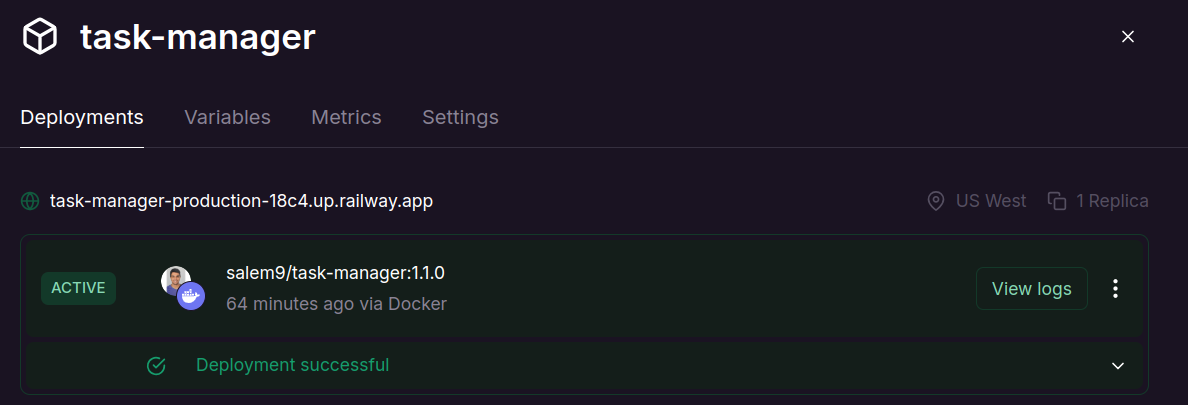 task-manager
Deployments Variables Metrics Settings
task-manager-production-18c4.up.railway.app US West 1 Replica
ACTIVE salem9/task-manager:1.1.0 View logs
64 minutes ago via Docker
Deployment successful